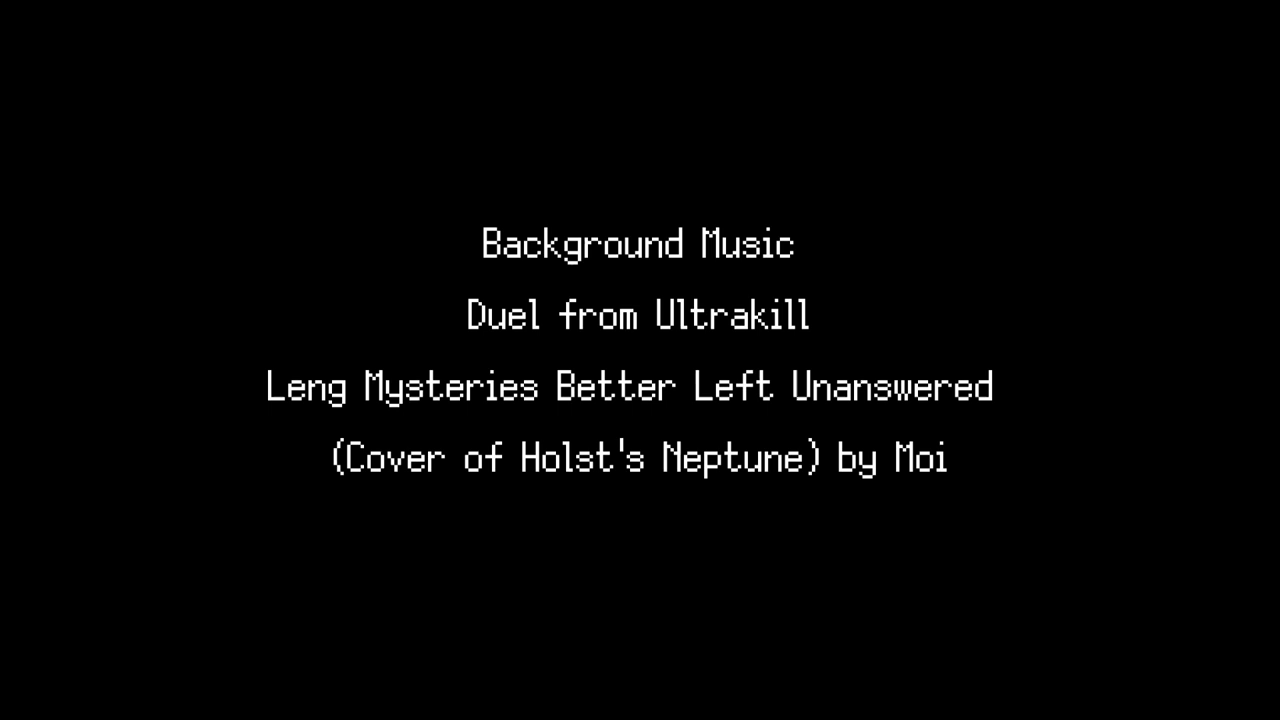 Background Music
Duel from Ultrakill
Leng Mysteries Better Left Unanswered
(Cover of Holst's Neptune) by Moi